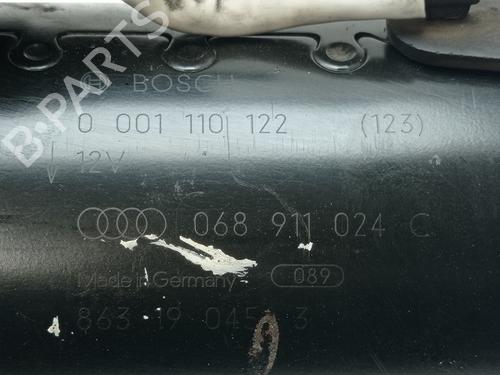 B-PARTS
BOSCH
0 001 110 122 (123)
12V
068 911 024 C
Made in Germany 089
863 19 045 3